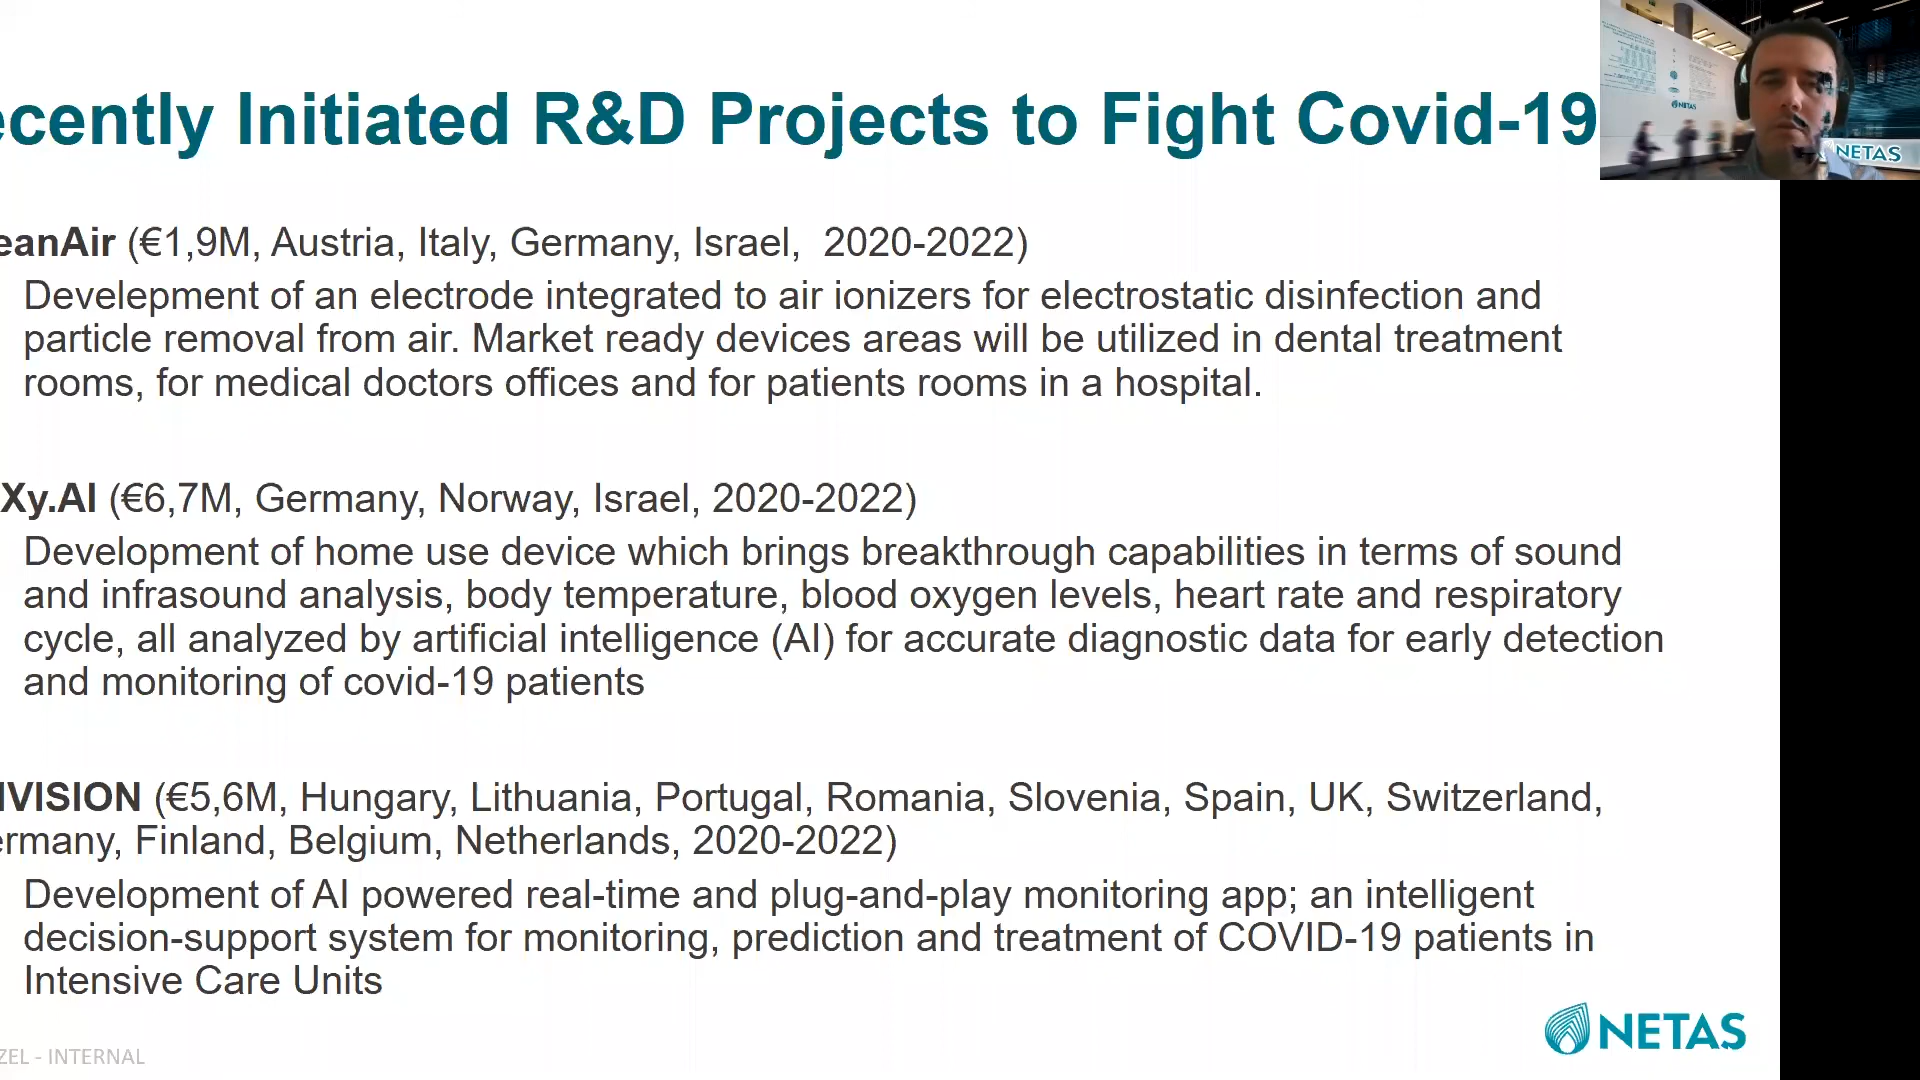 ecently Initiated R&D Projects to Fight Covid-19
eanAir (€1,9M, Austria, Italy, Germany, Israel, 2020-2022)
Develepment of an electrode integrated to air ionizers for electrostatic disinfection and
particle removal from air. Market ready devices areas will be utilized in dental treatment
rooms, for medical doctors offices and for patients rooms in a hospital.
Xy.AI (€6,7M, Germany, Norway, Israel, 2020-2022)
Development of home use device which brings breakthrough capabilities in terms of sound
and infrasound analysis, body temperature, blood oxygen levels, heart rate and respiratory
cycle, all analyzed by artificial intelligence (AI) for accurate diagnostic data for early detection
and monitoring of covid-19 patients
VISION (€5,6M, Hungary, Lithuania, Portugal, Romania, Slovenia, Spain, UK, Switzerland,
ermany, Finland, Belgium, Netherlands, 2020-2022)
Development of AI powered real-time and plug-and-play monitoring app; an intelligent
decision-support system for monitoring, prediction and treatment of COVID-19 patients in
Intensive Care Units
NETAS
ZEL - INTERNAL
NETAS
NETAS